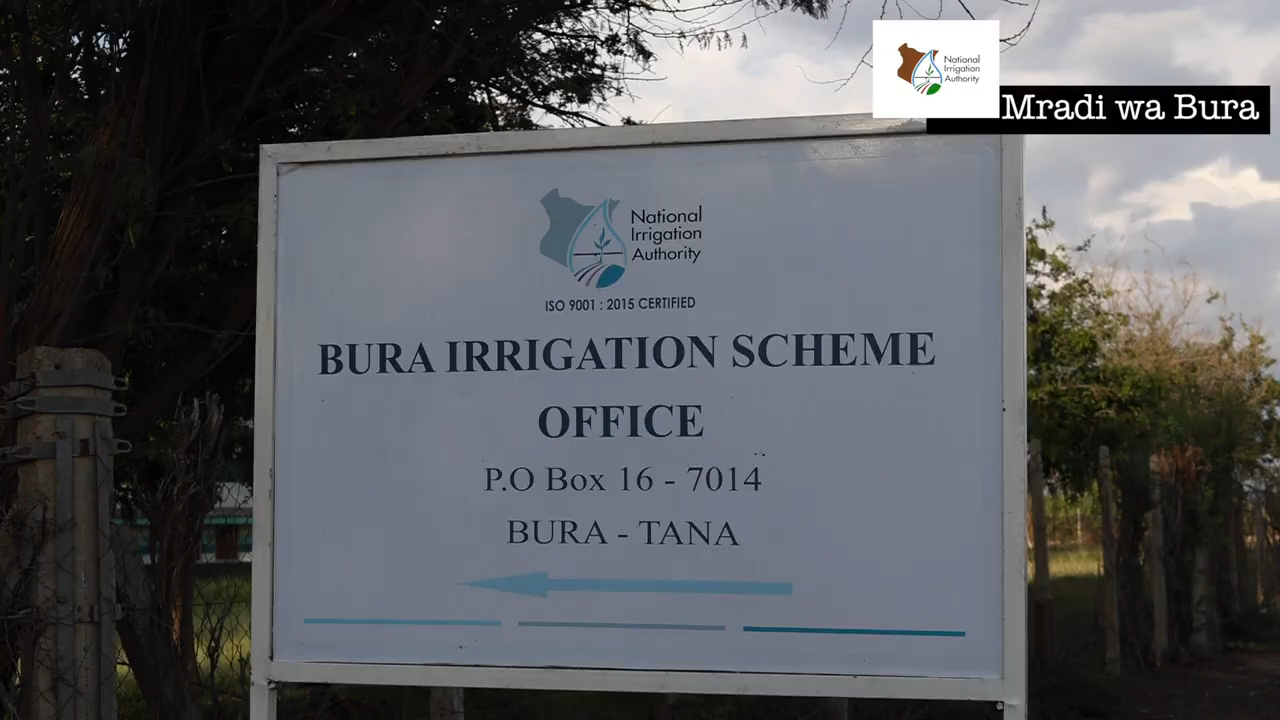 National
Irrigation
Authority
Mradi wa Bura
National
Irrigation
Authority
ISO 9001 : 2015 CERTIFIED
BURA IRRIGATION SCHEME
OFFICE
P.O Box 16 - 7014
BURA - TANA